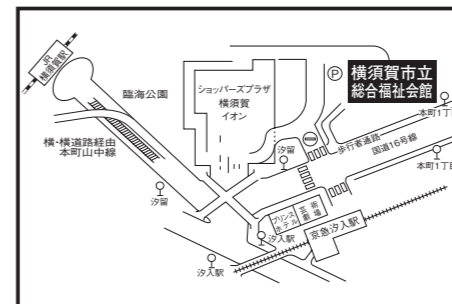 JR
横須賀駅
臨海公園
ショッパーズプラザ
横須賀
イオン
P
横須賀市立
総合福祉会館
本町1丁目
横・横道路経由
本町山中線
汐留
歩行者通路
国道16号線
本町1丁目
汐留
プリンス
ホテル
芸術
劇場
汐入駅
京急汐入駅
汐入駅